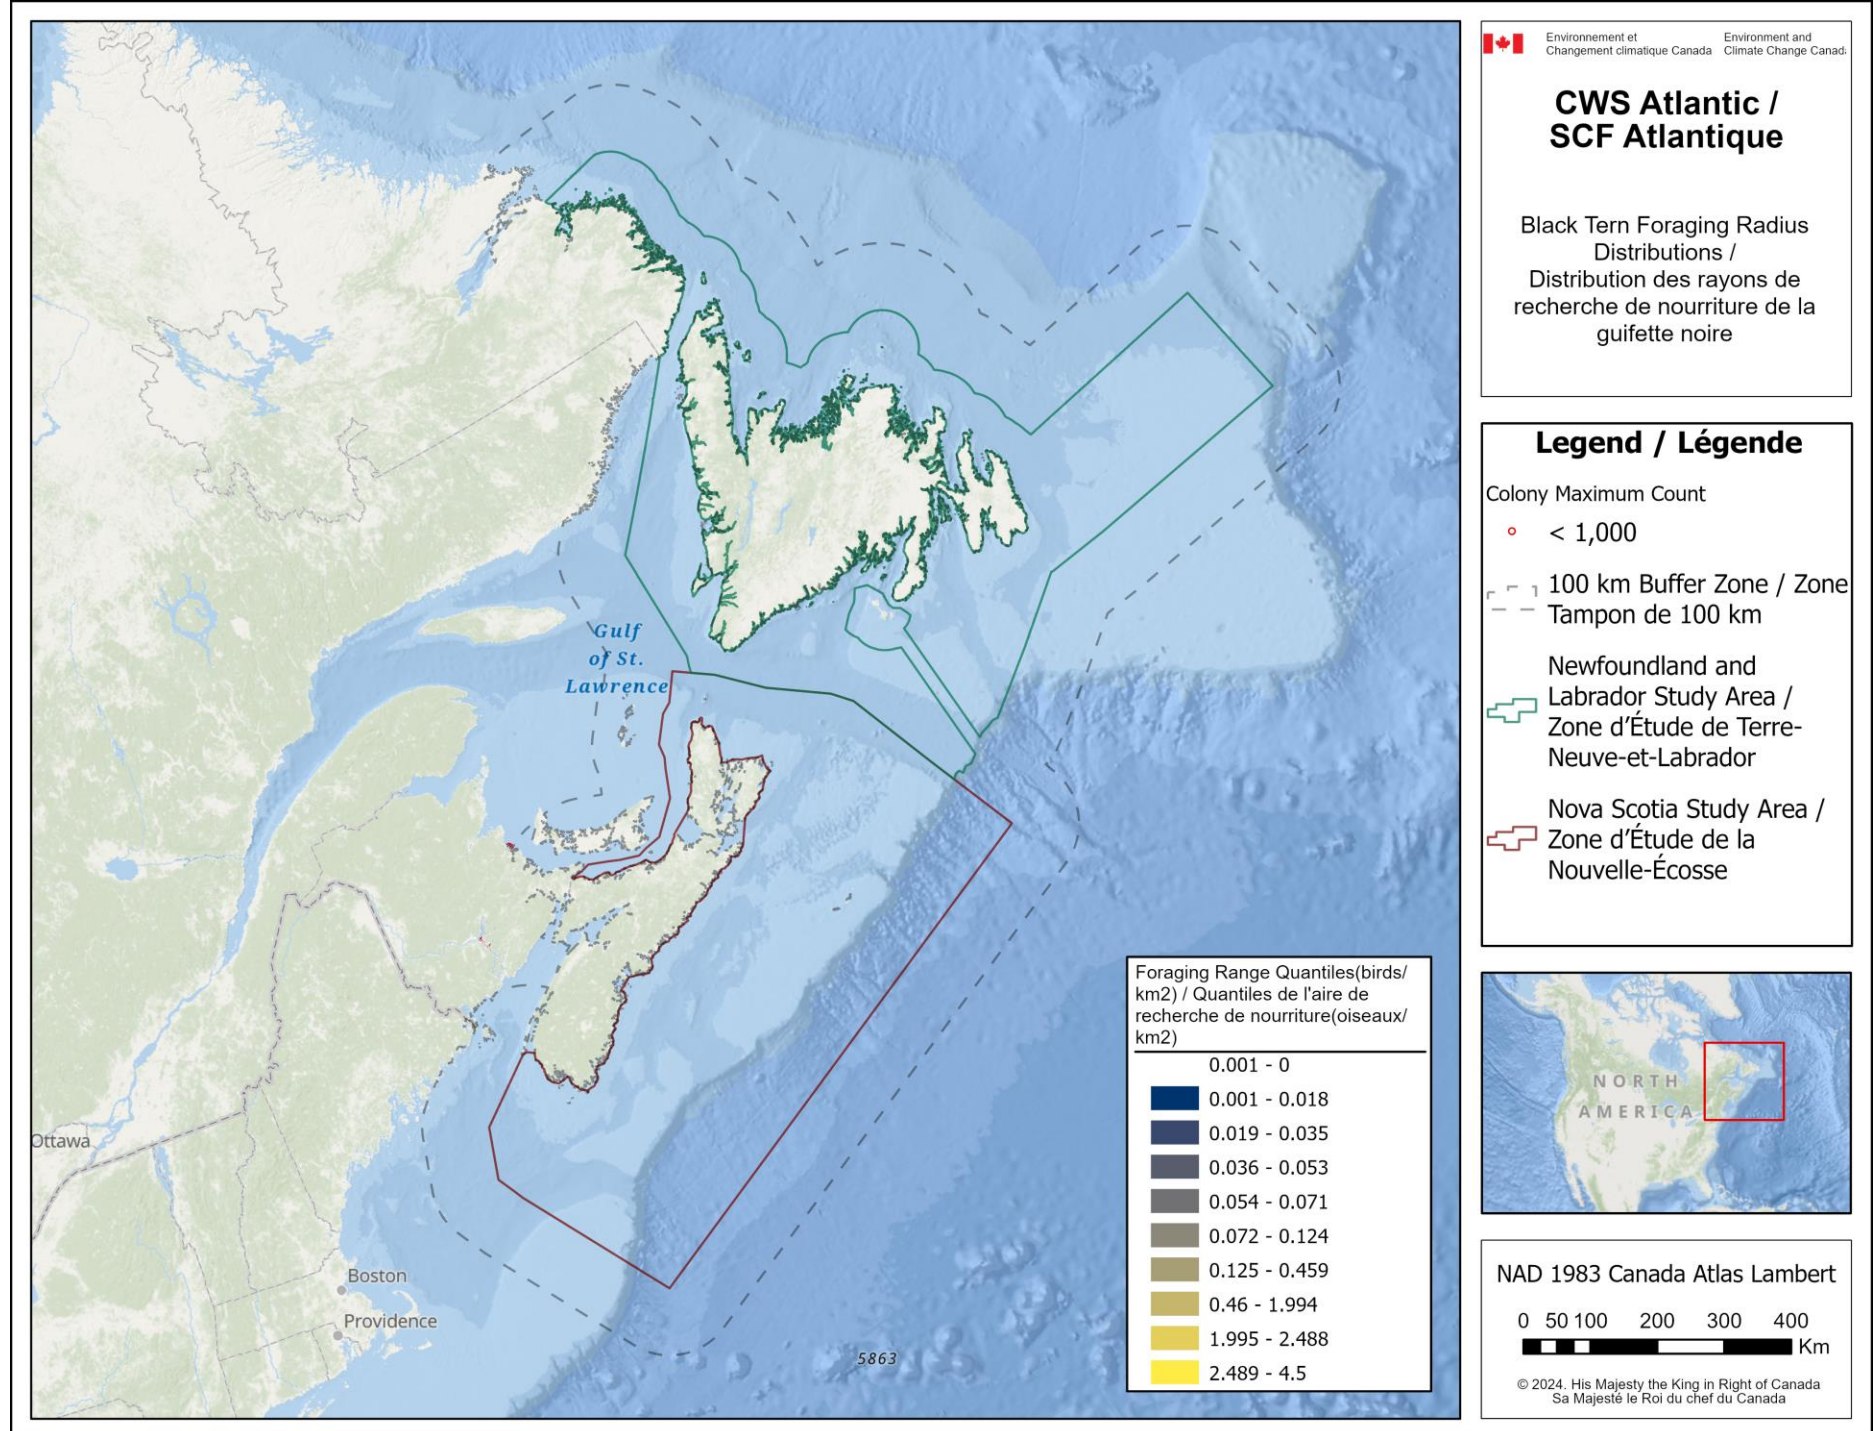 Environnement et
Changement climatique Canada
Environment and
Climate Change Canad
CWS Atlantic /
SCF Atlantique
Black Tern Foraging Radius
Distributions /
Distribution des rayons de
recherche de nourriture de la
guifette noire
Legend / Légende
Colony Maximum Count
< 1,000
100 km Buffer Zone / Zone
Tampon de 100 km
Newfoundland and
Labrador Study Area /
Zone d'Étude de Terre-
Neuve-et-Labrador
Nova Scotia Study Area /
Zone d'Étude de la
Nouvelle-Écosse
Gulf
of St.
Lawrence
Ottawa
Boston
Providence
5863
Foraging Range Quantiles(birds/
km2) / Quantiles de l'aire de
recherche de nourriture(oiseaux/
km2)
0.001 - 0
0.001 - 0.018
0.019 - 0.035
0.036 - 0.053
0.054 - 0.071
0.072 - 0.124
0.125 - 0.459
0.46 - 1.994
1.995 - 2.488
2.489 - 4.5
NORTH
AMERICA
NAD 1983 Canada Atlas Lambert
0 50 100 200 300 400
Km
© 2024. His Majesty the King in Right of Canada
Sa Majesté le Roi du chef du Canada